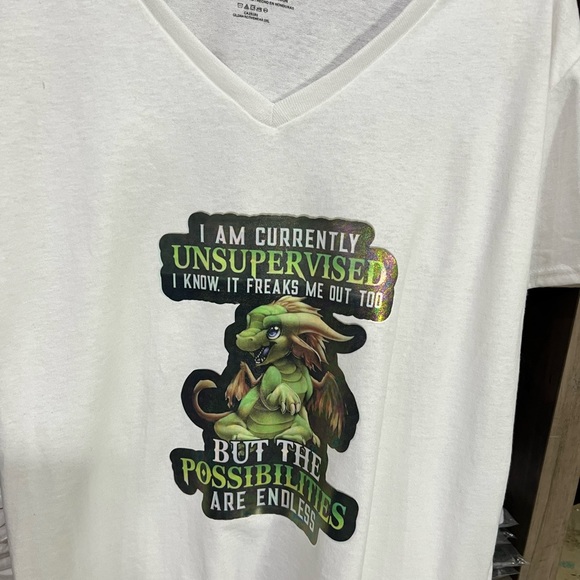 I AM CURRENTLY
UNSUPERVISED
I KNOW. IT FREAKS ME OUT TOO
BUT THE
POSSIBILITIES
ARE ENDLESS